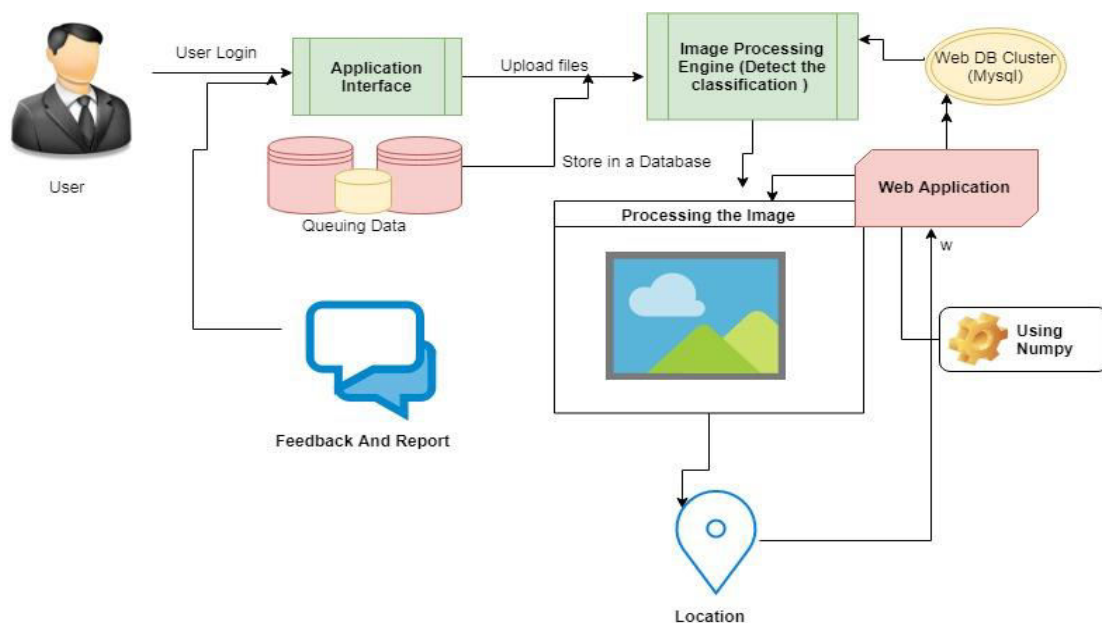 User Login
User
Application
Interface
Upload files
Image Processing
Engine (Detect the
classification )
Web DB Cluster
(Mysql)
Store in a Database
Queuing Data
Web Application
Processing the Image
w
Using
Numpy
Feedback And Report
Location